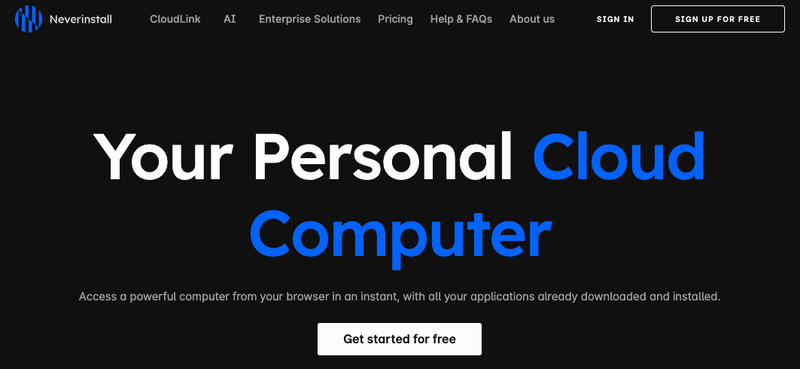 Neverinstall CloudLink AI Enterprise Solutions Pricing Help & FAQs About us SIGN IN SIGN UP FOR FREE
Your Personal Cloud
Computer
Access a powerful computer from your browser in an instant, with all your applications already downloaded and installed.
Get started for free